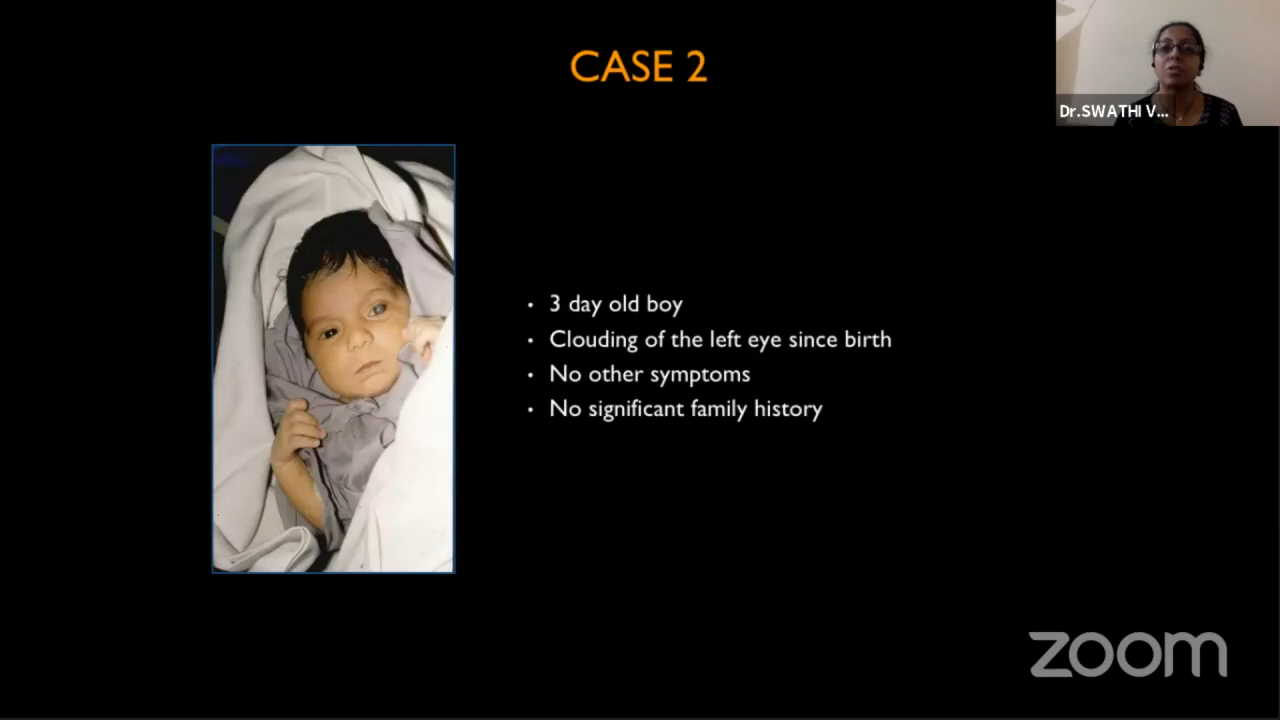 CASE 2
Dr.SWATHI V...
• 3 day old boy
• Clouding of the left eye since birth
• No other symptoms
• No significant family history
zoom